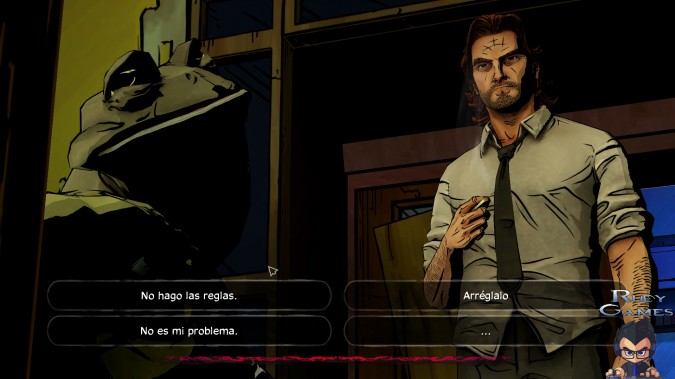 No hago las reglas.
Arréglalo
No es mi problema.
...
Rhey
Games